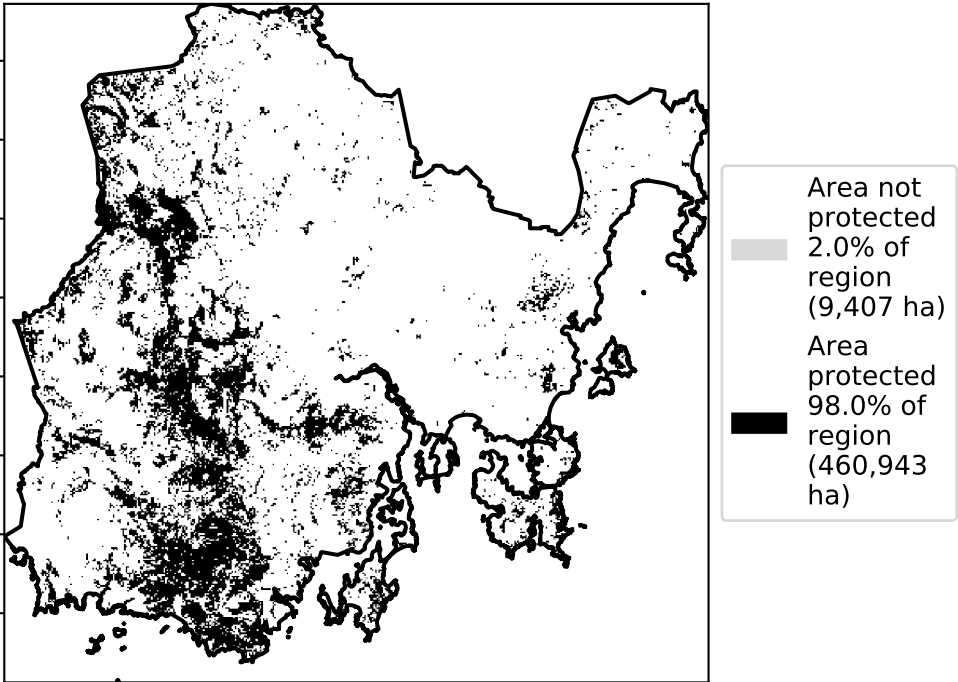 Area not
protected
2.0% of
region
(9,407 ha)
Area
protected
98.0% of
region
(460,943
ha)